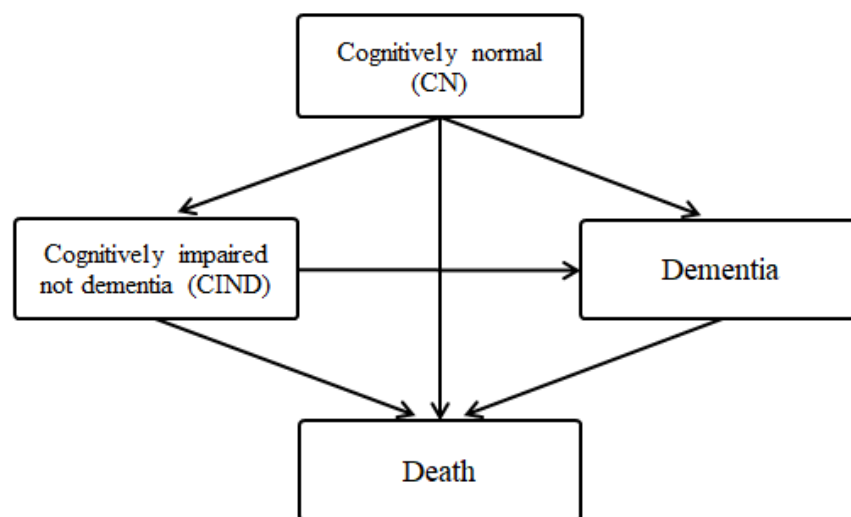 Cognitively normal
(CN)
Cognitively impaired
not dementia (CIND)
Dementia
Death